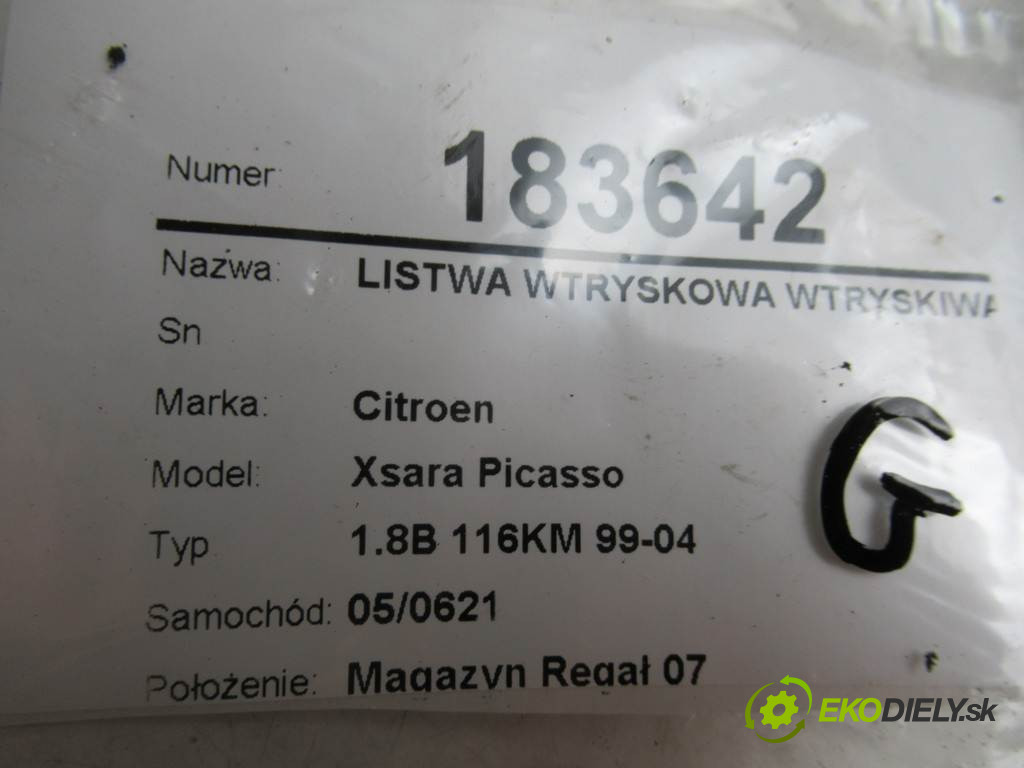 Numer: 183642
Nazwa: LISTWA WTRYSKOWA WTRYSKIWA
Sn
Marka: Citroen
Model: Xsara Picasso
Typ 1.8B 116KM 99-04
Samochód: 05/0621
Położenie: Magazyn Regał 07
G
EKODIELY.sk